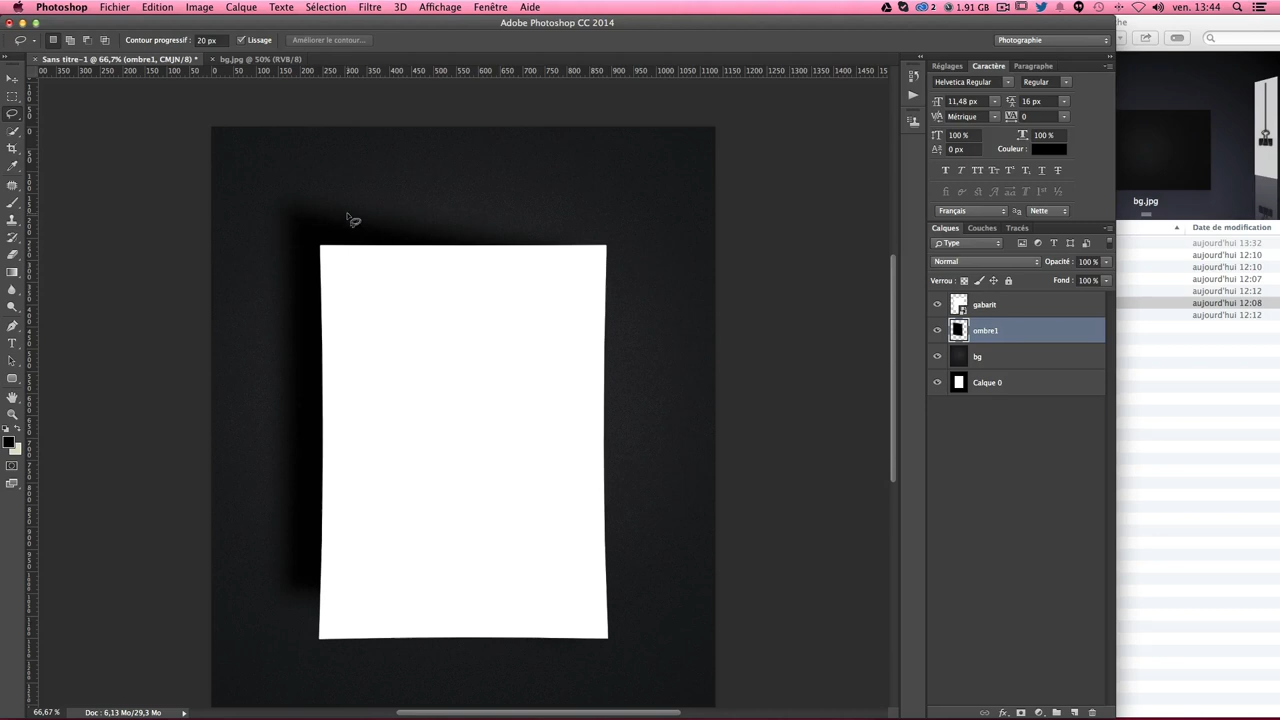 Photoshop Fichier Edition Image Calque Texte Sélection Filtre 3D Affichage Fenêtre Aide 2 1.91 GB ven. 13:44
Adobe Photoshop CC 2014
Contour progressif : 20 px Lissage Améliorer le contour... Photographie
Sans titre-1 @ 66,7% (ombre1, CMJN/8) * bg.jpg @ 50% (RVB/8)
Réglages Caractère Paragraphe
Helvetica Regular Regular
11,48 px 16 px
Métrique 0
100 % 100 %
0 px Couleur :
Français Nette
bg.jpg
Calques Couches Tracés
Date de modification
Type
aujourd'hui 13:32
aujourd'hui 12:10
Normal Opacité : 100 %
aujourd'hui 12:10
Verrou : Fond : 100 %
aujourd'hui 12:07
aujourd'hui 12:12
gabarit
aujourd'hui 12:08
aujourd'hui 12:12
ombre1
bg
Calque 0
66,67 % Doc : 6,13 Mo/29,3 Mo